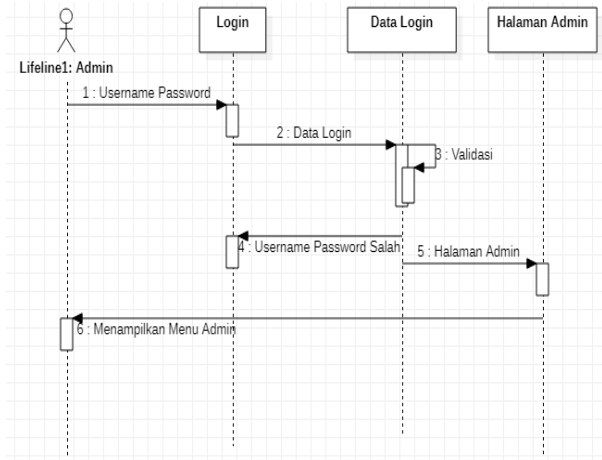 Login
Data Login
Halaman Admin
Lifeline1: Admin
1 : Username Password
2 : Data Login
3 : Validasi
4 : Username Password Salah
5 : Halaman Admin
6 : Menampilkan Menu Admin